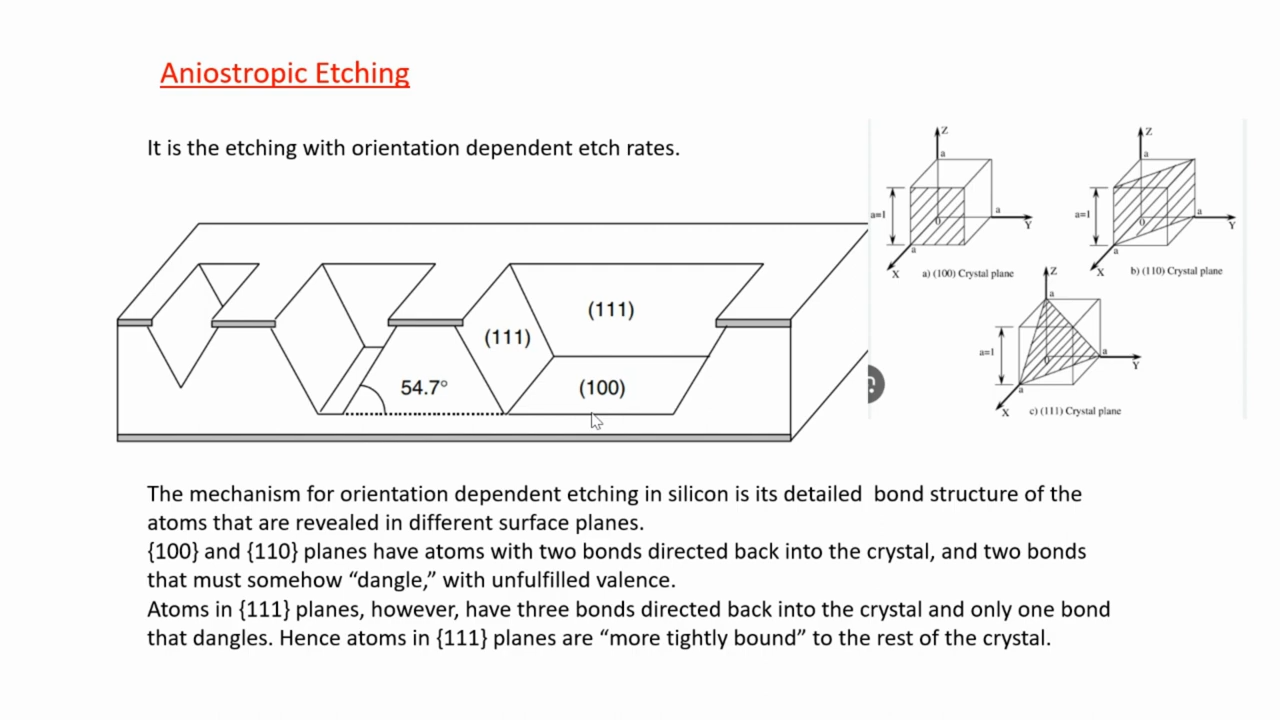 Aniostropic Etching
It is the etching with orientation dependent etch rates.
(111)
(111)
54.7°
(100)
Z
a
a=1
0
a
Y
a
X
a) (100) Crystal plane
Z
a
a=1
0
a
Y
a
X
b) (110) Crystal plane
Z
a
a=1
0
a
Y
a
X
c) (111) Crystal plane
The mechanism for orientation dependent etching in silicon is its detailed bond structure of the
atoms that are revealed in different surface planes.
{100} and {110} planes have atoms with two bonds directed back into the crystal, and two bonds
that must somehow “dangle,” with unfulfilled valence.
Atoms in {111} planes, however, have three bonds directed back into the crystal and only one bond
that dangles. Hence atoms in {111} planes are “more tightly bound” to the rest of the crystal.